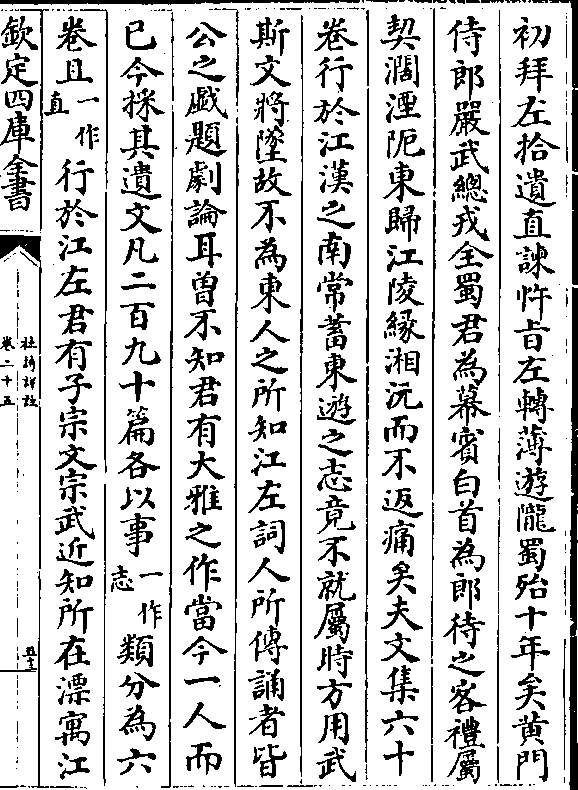 初拜左拾遺直諫忤旨左轉薄遊隴蜀殆十年矣黄門
侍郎嚴武總戎全蜀君為幕賓白首為郎待之客禮屬
契濶湮阨東歸江陵緣湘沅而不返痛矣夫文集六十
卷行於江漢之南常蓄東遊之志竟不就屬時方用武
斯文將墜故不為東人之所知江左詞人所傳誦者皆
公之戲題劇論耳曾不知君有大雅之作當今一人而
已今採其遺文凡二百九十篇各以事一作志類分為六
卷且一作直行於江左君有子宗文宗武近知所在漂寓江
欽定四庫全書
杜詩詳註
卷二十五